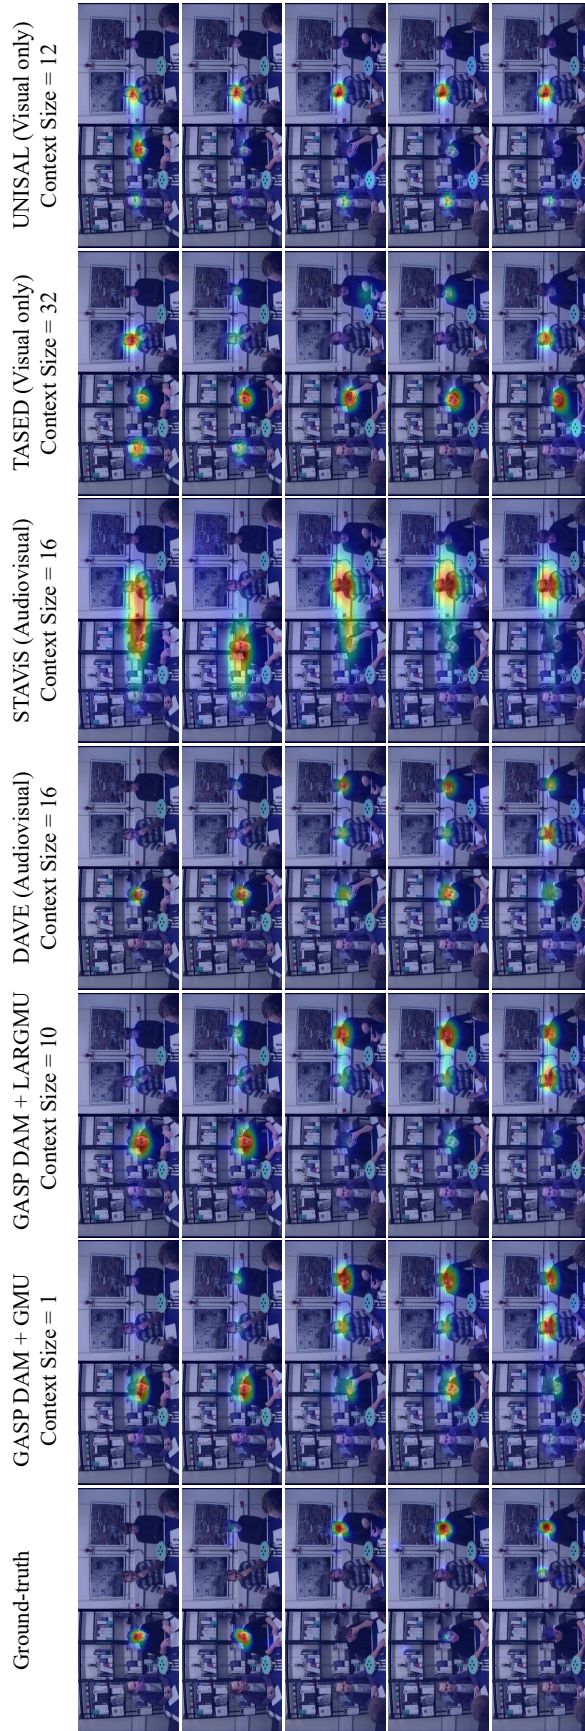 UNISAL (Visual only)
Context Size = 12
TASED (Visual only)
Context Size = 32
STAViS (Audiovisual)
Context Size = 16
DAVE (Audiovisual)
Context Size = 16
GASP DAM + LARGMU
Context Size = 10
GASP DAM + GMU
Context Size = 1
Ground-truth